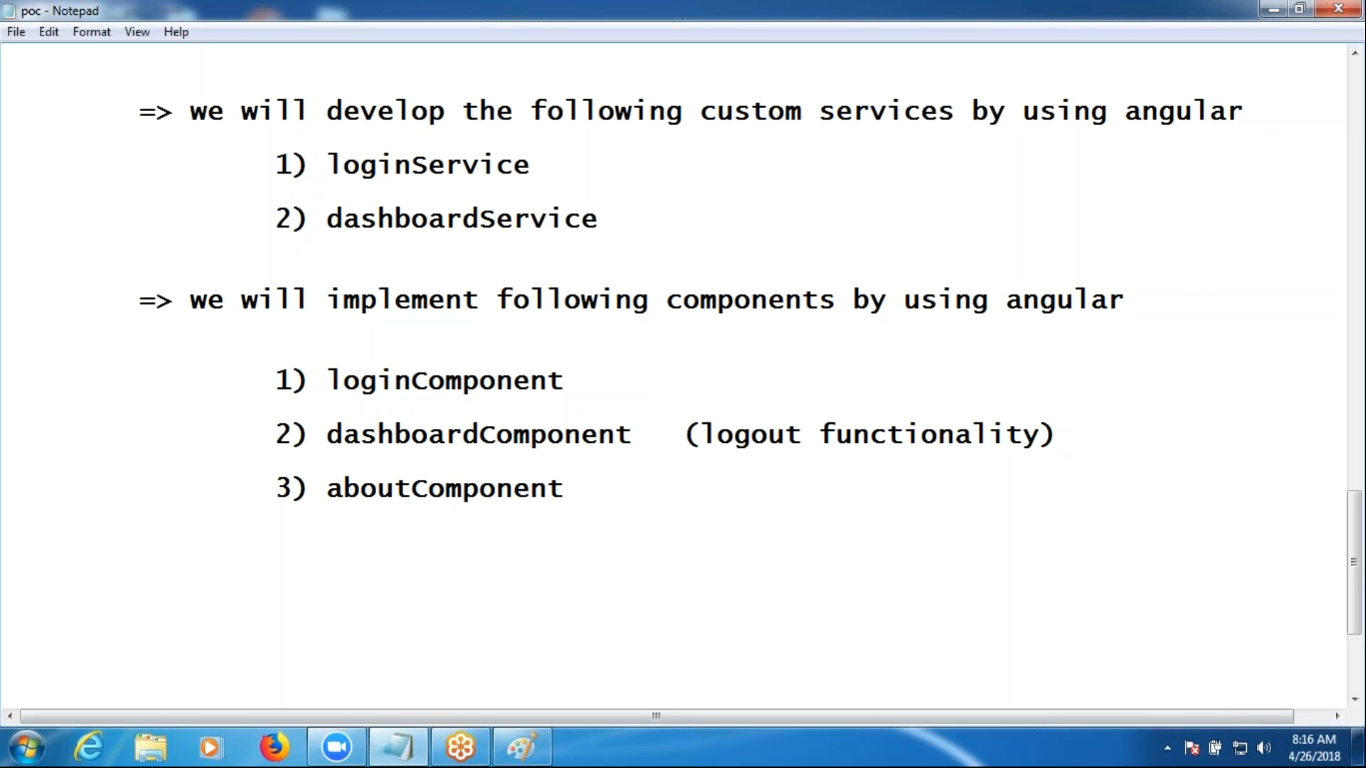 poc - Notepad
File Edit Format View Help
=> we will develop the following custom services by using angular
1) loginService
2) dashboardService
=> we will implement following components by using angular
1) loginComponent
2) dashboardComponent (logout functionality)
3) aboutComponent
8:16 AM
4/26/2018